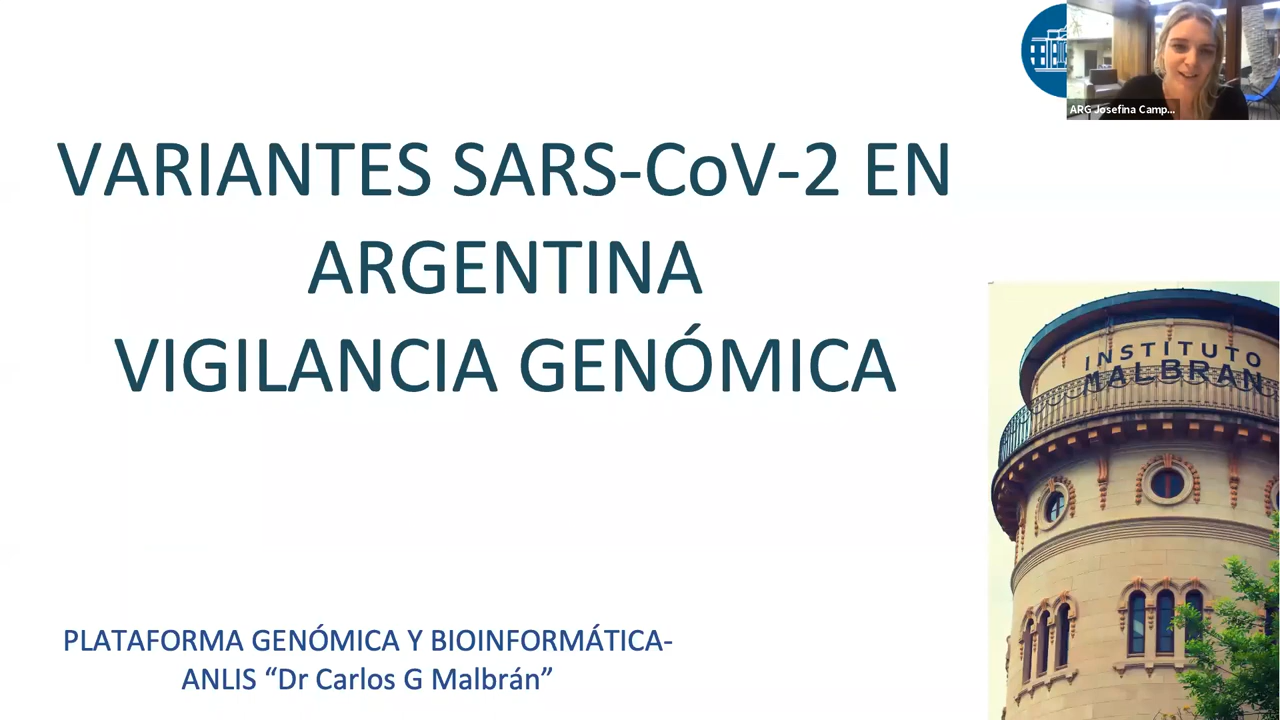 ARG Josefina Camp...
VARIANTES SARS-CoV-2 EN
ARGENTINA
VIGILANCIA GENÓMICA
INSTITUTO
MALBRAN
PLATAFORMA GENÓMICA Y BIOINFORMÁTICA-
ANLIS “Dr Carlos G Malbrán”